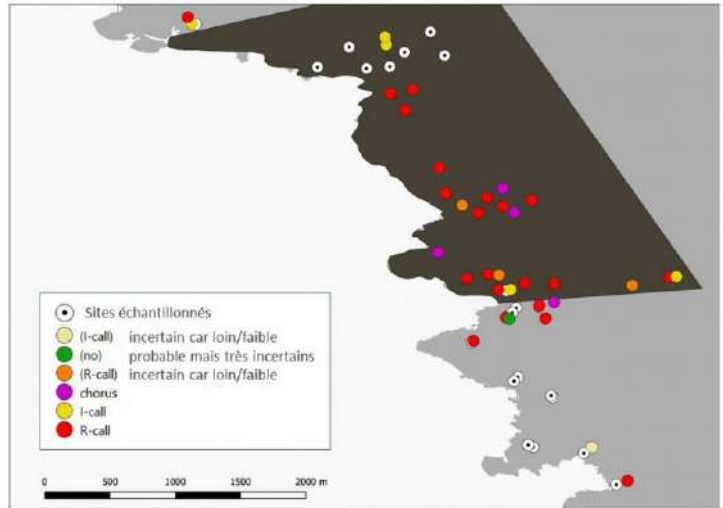 Sites échantillonnés
(I-call) incertain car loin/faible
(no) probable mais très incertains
(R-call) incertain car loin/faible
chorus
I-call
R-call
0 500 1000 1500 2000 m